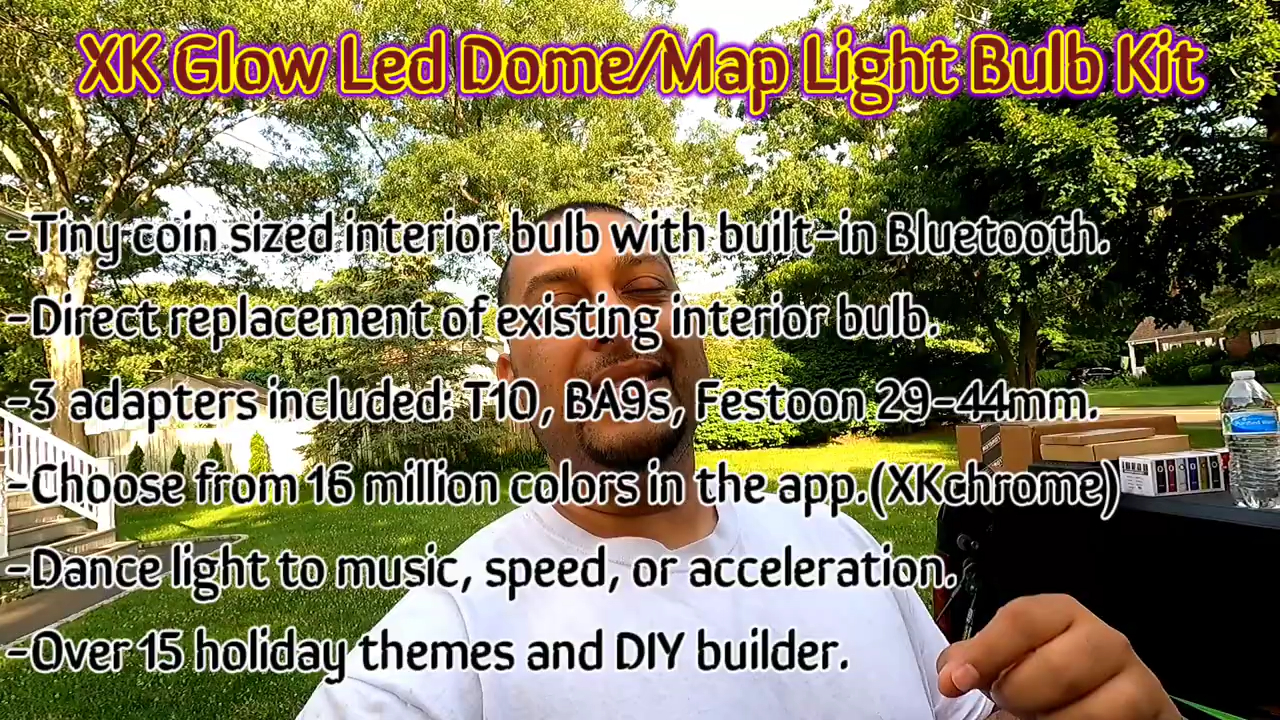 XK Glow Led Dome/Map Light Bulb Kit
-Tiny coin sized interior bulb with built-in Bluetooth.
-Direct replacement of existing interior bulb.
-3 adapters included: T10, BA9s, Festoon 29-44mm.
-Choose from 16 million colors in the app.(XKchrome)
-Dance light to music, speed, or acceleration.
-Over 15 holiday themes and DIY builder.